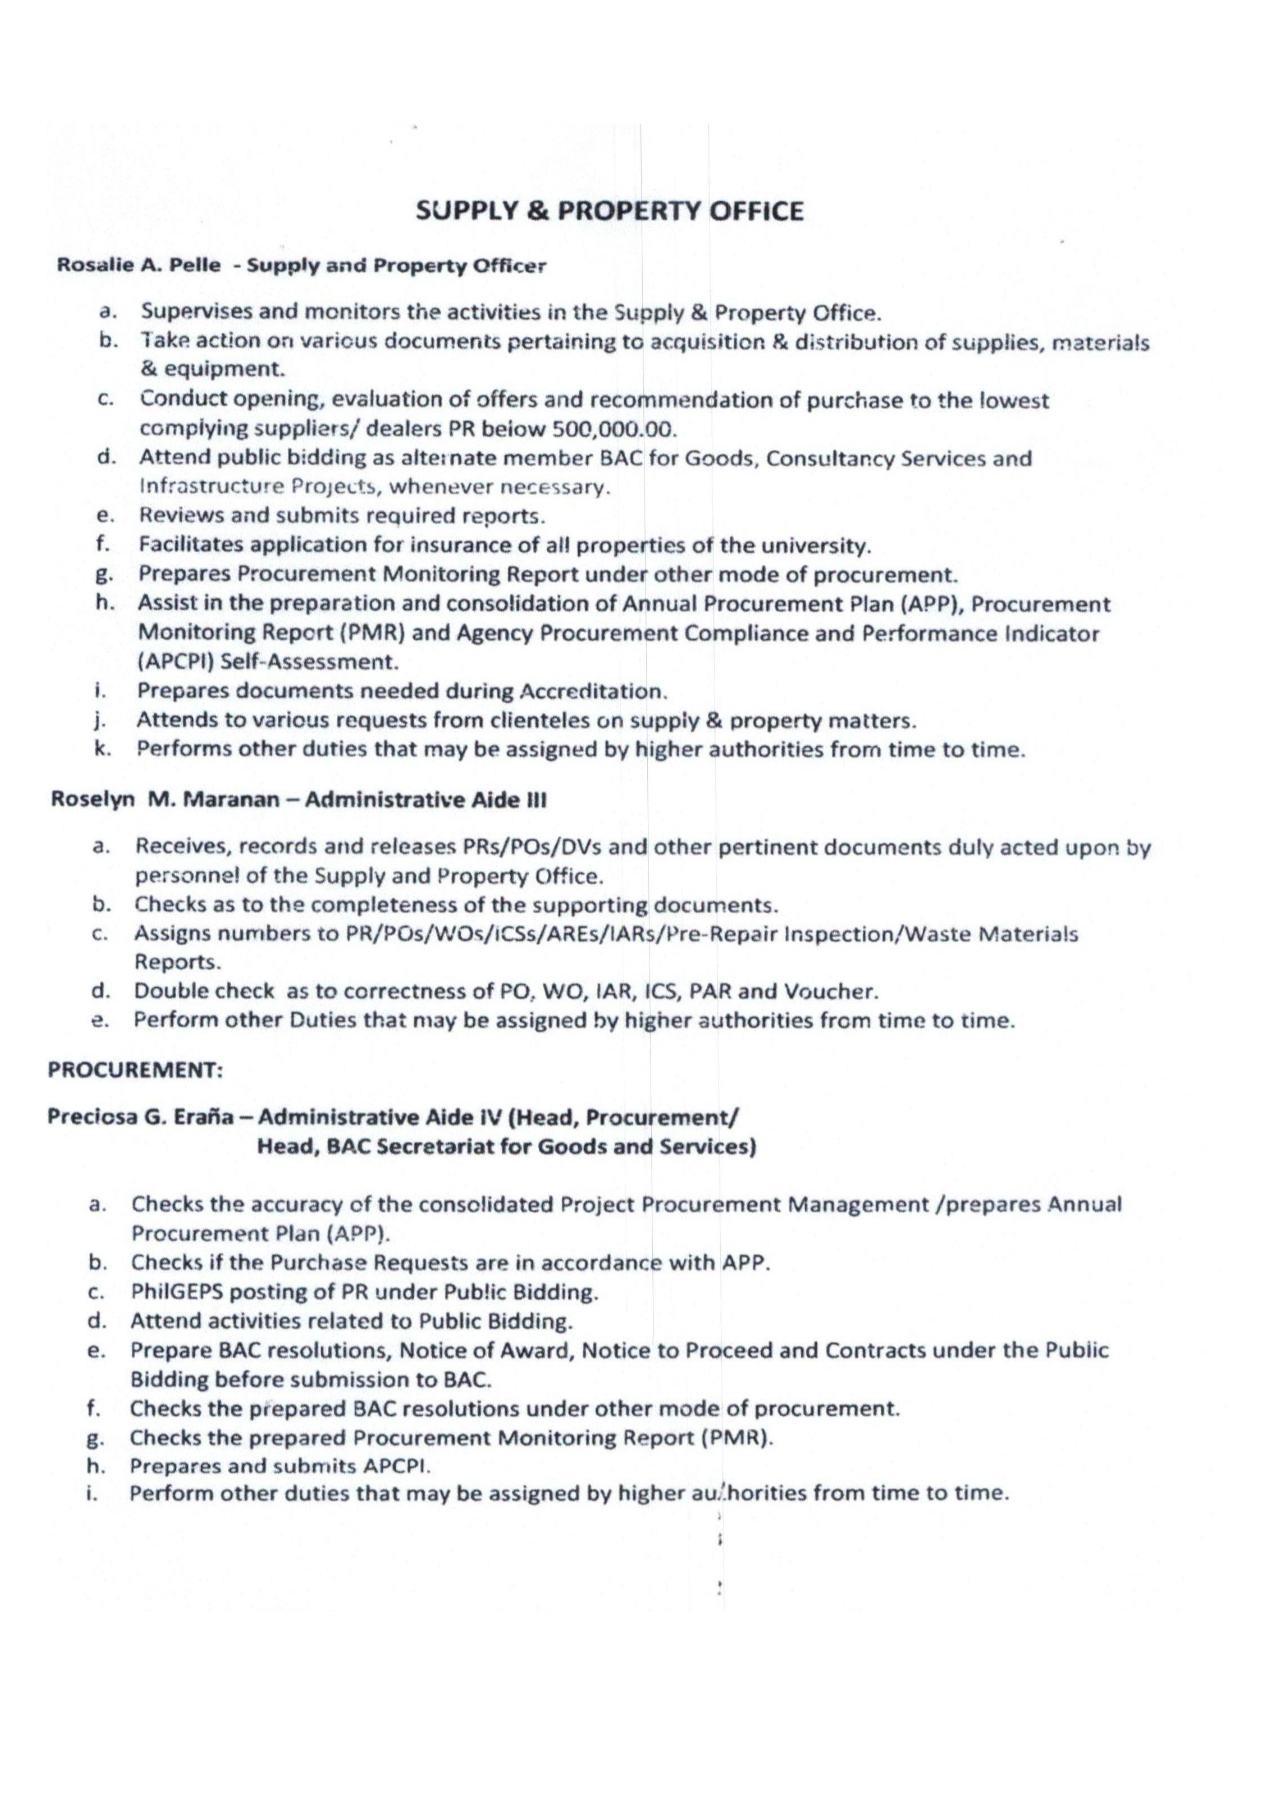 SUPPLY & PROPERTY OFFICE
Rosalie A. Pelle - Supply and Property Officer
a. Supervises and monitors the activities in the Supply & Property Office.
b. Take action on various documents pertaining to acquisition & distribution of supplies, materials
& equipment.
c. Conduct opening, evaluation of offers and recommendation of purchase to the lowest
complying suppliers/ dealers PR below 500,000.00.
d. Attend public bidding as alternate member BAC for Goods, Consultancy Services and
Infrastructure Projects, whenever necessary.
e. Reviews and submits required reports.
f. Facilitates application for insurance of all properties of the university.
g. Prepares Procurement Monitoring Report under other mode of procurement.
h. Assist in the preparation and consolidation of Annual Procurement Plan (APP), Procurement
Monitoring Report (PMR) and Agency Procurement Compliance and Performance Indicator
(APCPI) Self-Assessment.
i. Prepares documents needed during Accreditation.
j. Attends to various requests from clienteles on supply & property matters.
k. Performs other duties that may be assigned by higher authorities from time to time.
Roselyn M. Maranan – Administrative Aide III
a. Receives, records and releases PRs/POs/DVs and other pertinent documents duly acted upon by
personnel of the Supply and Property Office.
b. Checks as to the completeness of the supporting documents.
c. Assigns numbers to PR/POs/WOs/ICSs/AREs/IARs/Pre-Repair Inspection/Waste Materials
Reports.
d. Double check as to correctness of PO, WO, IAR, ICS, PAR and Voucher.
e. Perform other Duties that may be assigned by higher authorities from time to time.
PROCUREMENT:
Preciosa G. Eraña – Administrative Aide IV (Head, Procurement/
Head, BAC Secretariat for Goods and Services)
a. Checks the accuracy of the consolidated Project Procurement Management /prepares Annual
Procurement Plan (APP).
b. Checks if the Purchase Requests are in accordance with APP.
c. PhilGEPS posting of PR under Public Bidding.
d. Attend activities related to Public Bidding.
e. Prepare BAC resolutions, Notice of Award, Notice to Proceed and Contracts under the Public
Bidding before submission to BAC.
f. Checks the prepared BAC resolutions under other mode of procurement.
g. Checks the prepared Procurement Monitoring Report (PMR).
h. Prepares and submits APCPI.
i. Perform other duties that may be assigned by higher authorities from time to time.